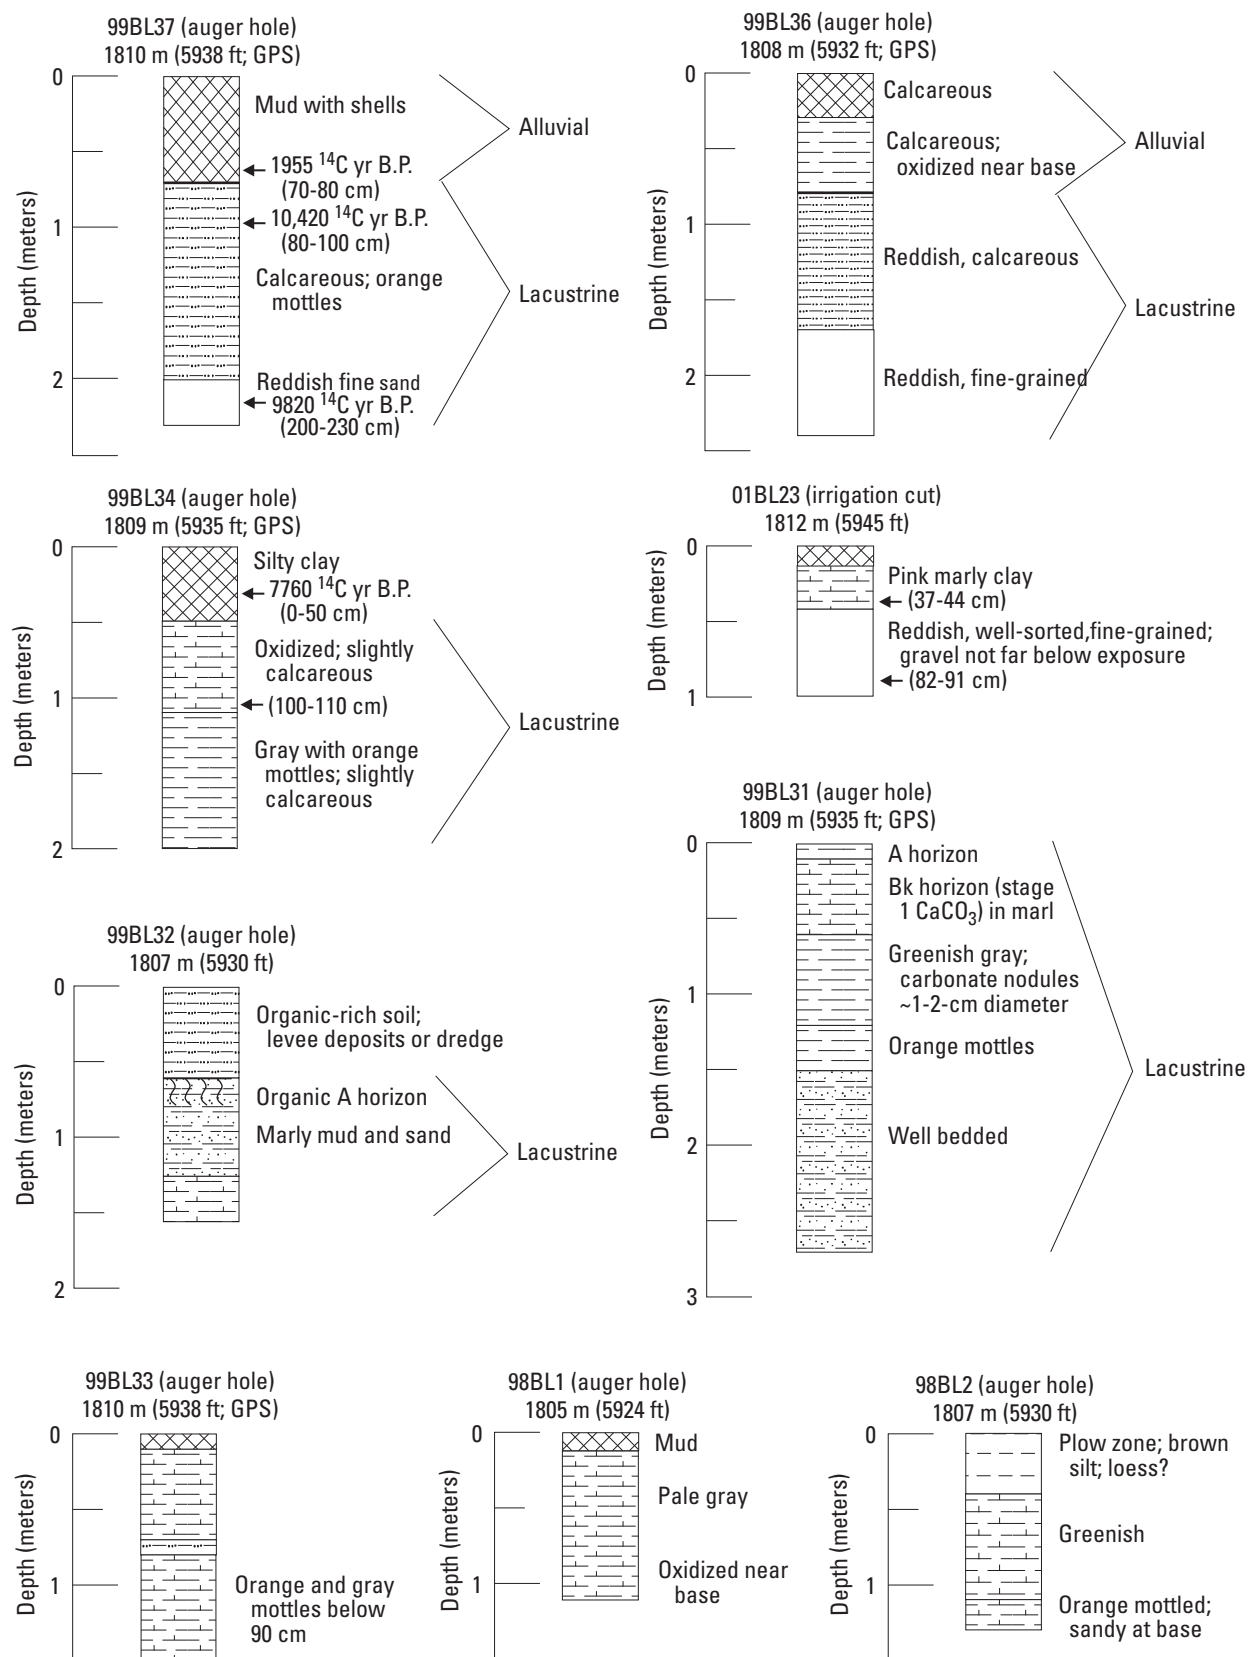 99BL37 (auger hole)
1810 m (5938 ft; GPS)
0
1
2
Depth (meters)
Mud with shells
1955 ¹⁴C yr B.P.
(70-80 cm)
10,420 ¹⁴C yr B.P.
(80-100 cm)
Calcareous; orange
mottles
Reddish fine sand
9820 ¹⁴C yr B.P.
(200-230 cm)
Alluvial
Lacustrine
99BL36 (auger hole)
1808 m (5932 ft; GPS)
0
1
2
Depth (meters)
Calcareous
Calcareous;
oxidized near base
Reddish, calcareous
Reddish, fine-grained
Alluvial
Lacustrine
99BL34 (auger hole)
1809 m (5935 ft; GPS)
0
1
2
Depth (meters)
Silty clay
7760 ¹⁴C yr B.P.
(0-50 cm)
Oxidized; slightly
calcareous
(100-110 cm)
Gray with orange
mottles; slightly
calcareous
Lacustrine
01BL23 (irrigation cut)
1812 m (5945 ft)
0
1
Depth (meters)
Pink marly clay
(37-44 cm)
Reddish, well-sorted,fine-grained;
gravel not far below exposure
(82-91 cm)
99BL31 (auger hole)
1809 m (5935 ft; GPS)
0
1
2
3
Depth (meters)
A horizon
Bk horizon (stage
1 CaCO₃) in marl
Greenish gray;
carbonate nodules
~1-2-cm diameter
Orange mottles
Well bedded
Lacustrine
99BL32 (auger hole)
1807 m (5930 ft)
0
1
2
Depth (meters)
Organic-rich soil;
levee deposits or dredge
Organic A horizon
Marly mud and sand
Lacustrine
99BL33 (auger hole)
1810 m (5938 ft; GPS)
0
1
Depth (meters)
Orange and gray
mottles below
90 cm
98BL1 (auger hole)
1805 m (5924 ft)
0
1
Depth (meters)
Mud
Pale gray
Oxidized near
base
98BL2 (auger hole)
1807 m (5930 ft)
0
1
Depth (meters)
Plow zone; brown
silt; loess?
Greenish
Orange mottled;
sandy at base